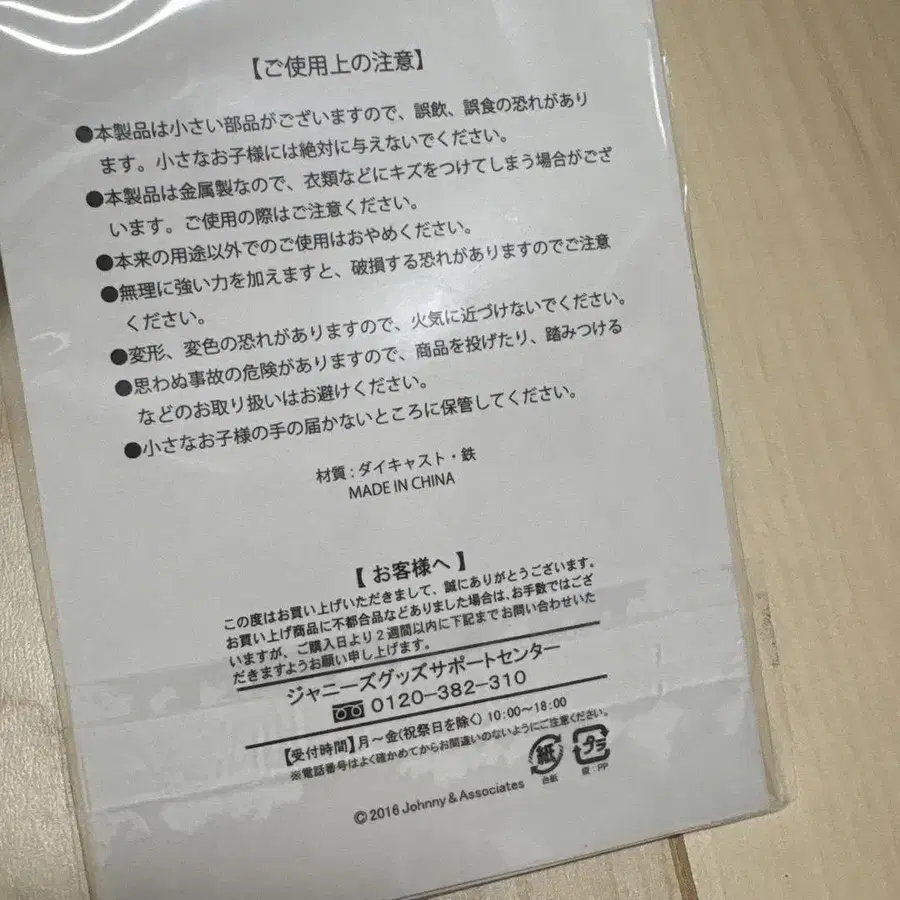 【ご使用上の注意】
●本製品は小さい部品がございますので、誤飲、誤食の恐れがあり
ます。小さなお子様には絶対に与えないでください。
●本製品は金属製なので、衣類などにキズをつけてしまう場合がござ
います。ご使用の際はご注意ください。
●本来の用途以外でのご使用はおやめください。
●無理に強い力を加えますと、破損する恐れがありますのでご注意
ください。
●変形、変色の恐れがありますので、火気に近づけないでください。
●思わぬ事故の危険がありますので、商品を投げたり、踏みつける
などのお取り扱いはお避けください。
●小さなお子様の手の届かないところに保管してください。
材質：ダイキャスト・鉄
MADE IN CHINA
【 お客様へ 】
この度はお買い上げいただきまして、誠にありがとうございます。
お買い上げ商品に不都合品などありました場合は、お手数ではござ
いますが、ご購入日より2週間以内に下記までお問い合わせいた
だきますようお願い申し上げます。
ジャニーズグッズサポートセンター
0120-382-310
【受付時間】月〜金(祝祭日を除く) 10:00〜18:00
※電話番号はよく確かめてからお間違いのないようにご注意ください。
紙 プラ
台紙 袋：PP
©2016 Johnny & Associates